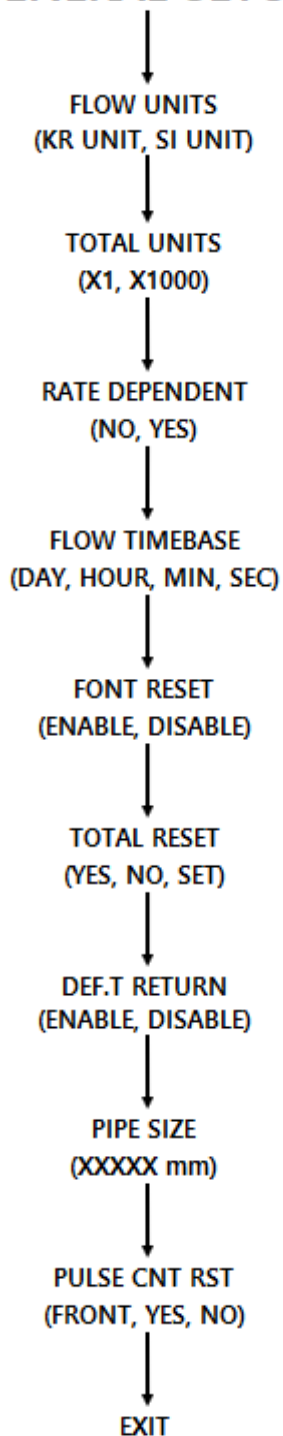 FLOW UNITS
(KR UNIT, SI UNIT)
TOTAL UNITS
(X1, X1000)
RATE DEPENDENT
(NO, YES)
FLOW TIMEBASE
(DAY, HOUR, MIN, SEC)
FONT RESET
(ENABLE, DISABLE)
TOTAL RESET
(YES, NO, SET)
DEF.T RETURN
(ENABLE, DISABLE)
PIPE SIZE
(XXXXX mm)
PULSE CNT RST
(FRONT, YES, NO)
EXIT